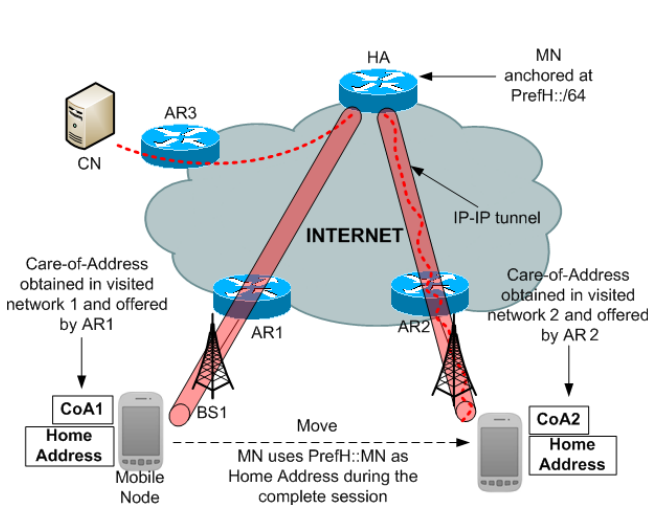 HA
MN
anchored at
PrefH::/64
AR3
CN
IP-IP tunnel
INTERNET
Care-of-Address
obtained in visited
network 1 and offered
by AR1
Care-of-Address
obtained in visited
network 2 and offered
by AR 2
AR1
AR2
BS1
CoA1
Home
Address
Mobile
Node
Move
MN uses PrefH::MN as
Home Address during the
complete session
CoA2
Home
Address